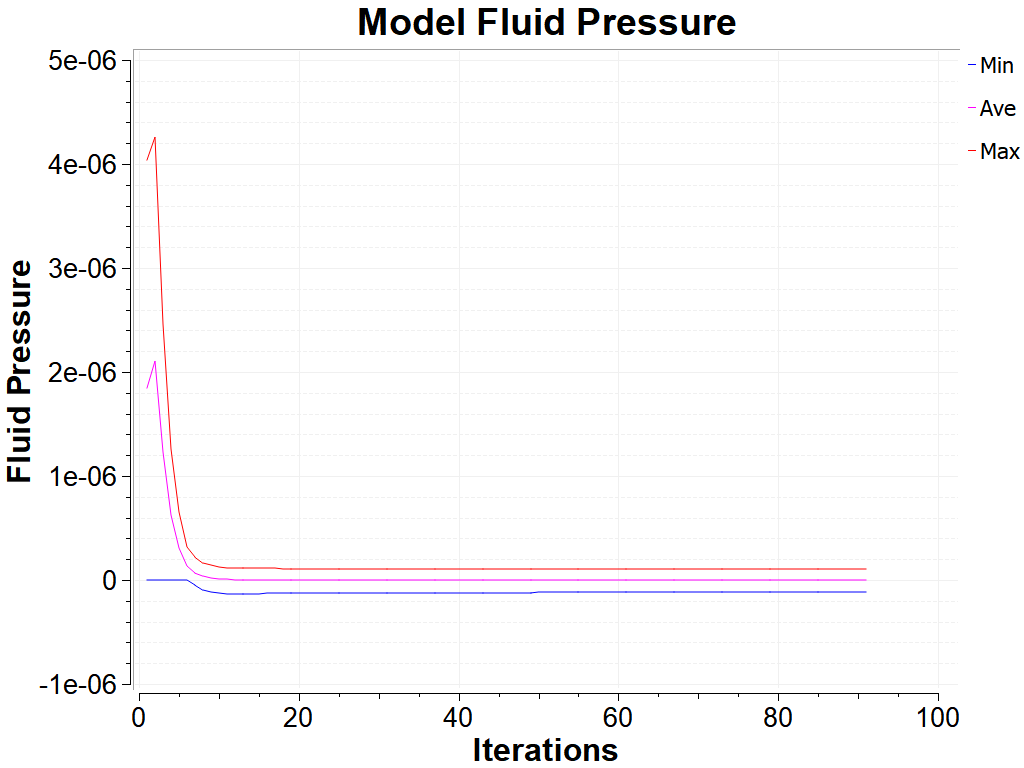 Model Fluid Pressure
5e-06
4e-06
3e-06
2e-06
1e-06
0
-1e-06
Fluid Pressure
0 20 40 60 80 100
Iterations
Min
Ave
Max